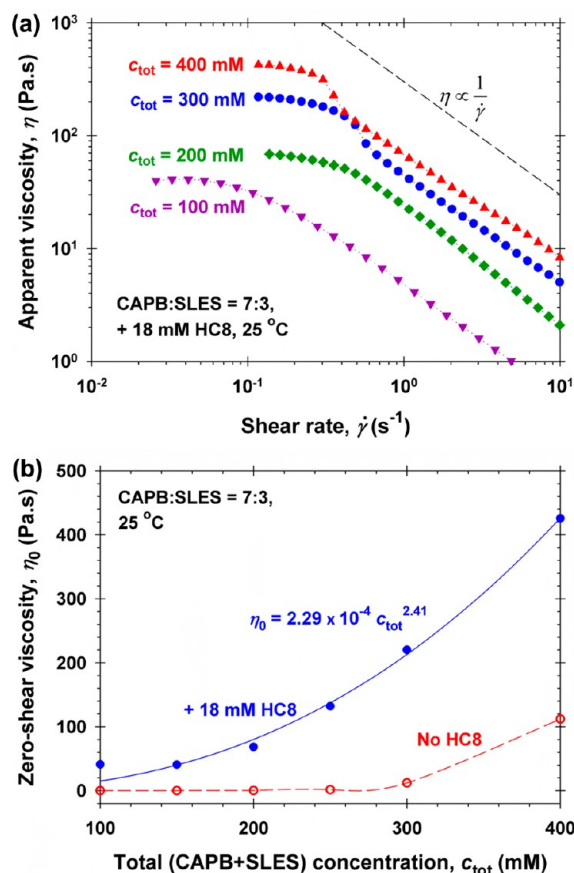 (a)
10³
10²
10¹
10⁰
Apparent viscosity, η (Pa.s)
c_tot = 400 mM
c_tot = 300 mM
c_tot = 200 mM
c_tot = 100 mM
η ∝ 1/γ̇
CAPB:SLES = 7:3,
+ 18 mM HC8, 25 °C
10⁻² 10⁻¹ 10⁰ 10¹
Shear rate, γ̇ (s⁻¹)
(b)
500
400
300
200
100
0
Zero-shear viscosity, η₀ (Pa.s)
CAPB:SLES = 7:3,
25 °C
η₀ = 2.29 x 10⁻⁴ c_tot^2.41
+ 18 mM HC8
No HC8
100 200 300 400
Total (CAPB+SLES) concentration, c_tot (mM)